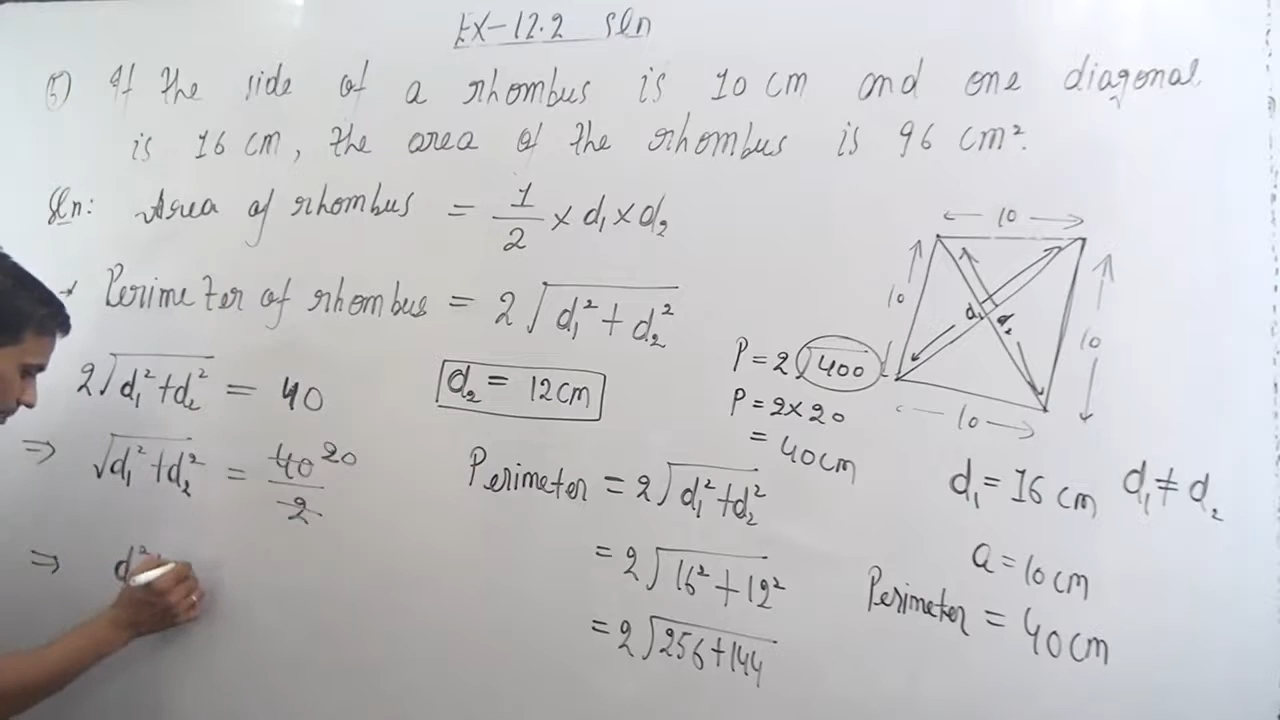 EX-12.2 Sln
5) If the side of a rhombus is 10 cm and one diagonal
is 16 cm, the area of the rhombus is 96 cm².
Sln: Area of rhombus = 1/2 × d₁ × d₂
→ Perimeter of rhombus = 2√(d₁² + d₂²)
2√(d₁² + d₂²) = 40
⇒ √(d₁² + d₂²) = 40/2 20
⇒ d²
d₂ = 12 cm
Perimeter = 2√(d₁² + d₂²)
= 2√(16² + 12²)
= 2√(256 + 144)
P = 2√400
P = 2 × 20
= 40 cm
10
10
d₁
d₂
10
10
d₁ = 16 cm d₁ ≠ d₂
a = 10 cm
Perimeter = 40 cm